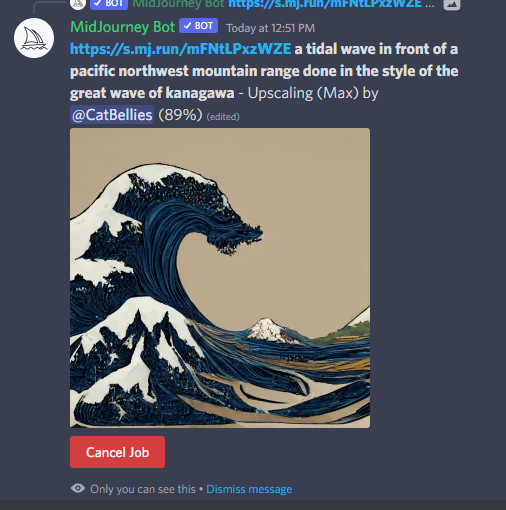 BOT MidJourney Bot https://s.mj.run/mFNtLPxzWZE ...
MidJourney Bot ✓ BOT Today at 12:51 PM
https://s.mj.run/mFNtLPxzWZE a tidal wave in front of a
pacific northwest mountain range done in the style of the
great wave of kanagawa - Upscaling (Max) by
@CatBellies (89%) (edited)
Cancel Job
Only you can see this • Dismiss message